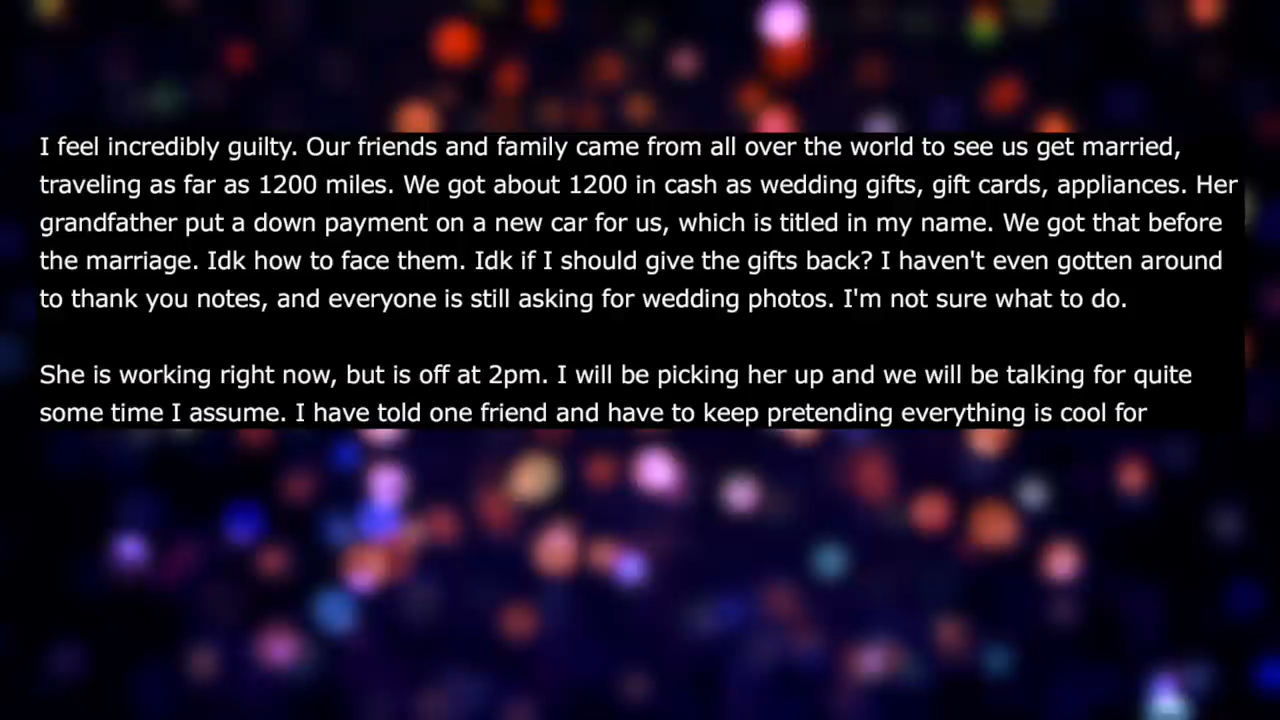 I feel incredibly guilty. Our friends and family came from all over the world to see us get married,
traveling as far as 1200 miles. We got about 1200 in cash as wedding gifts, gift cards, appliances. Her
grandfather put a down payment on a new car for us, which is titled in my name. We got that before
the marriage. Idk how to face them. Idk if I should give the gifts back? I haven't even gotten around
to thank you notes, and everyone is still asking for wedding photos. I'm not sure what to do.
She is working right now, but is off at 2pm. I will be picking her up and we will be talking for quite
some time I assume. I have told one friend and have to keep pretending everything is cool for